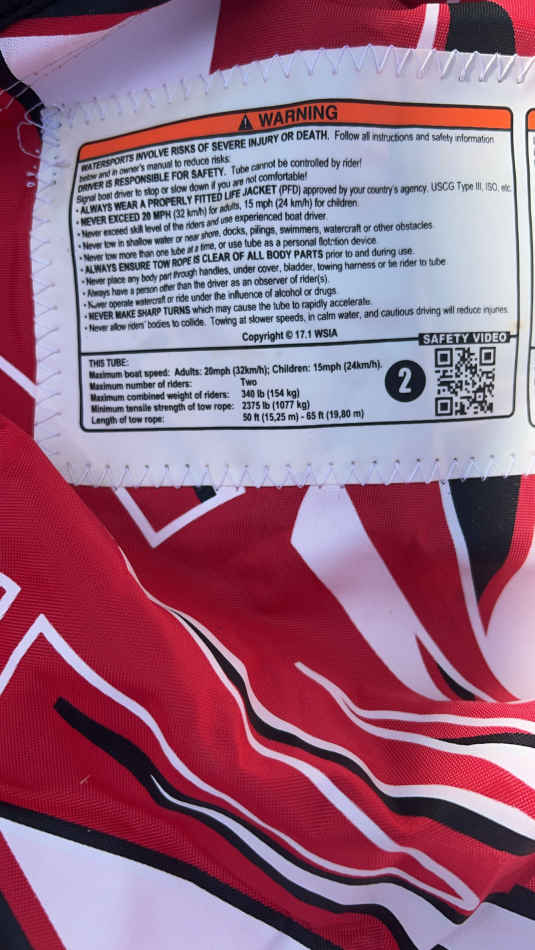 WARNING
WATERSPORTS INVOLVE RISKS OF SEVERE INJURY OR DEATH. Follow all instructions and safety information
below and in owner's manual to reduce risks:
DRIVER IS RESPONSIBLE FOR SAFETY. Tube cannot be controlled by rider!
Signal boat driver to stop or slow down if you are not comfortable!
• ALWAYS WEAR A PROPERLY FITTED LIFE JACKET (PFD) approved by your country's agency, USCG Type III, ISO, etc.
• NEVER EXCEED 20 MPH (32 km/h) for adults, 15 mph (24 km/h) for children.
• Never exceed skill level of the riders and use experienced boat driver.
• Never tow in shallow water or near shore, docks, pilings, swimmers, watercraft or other obstacles.
• Never tow more than one tube at a time, or use tube as a personal flotation device.
• ALWAYS ENSURE TOW ROPE IS CLEAR OF ALL BODY PARTS prior to and during use.
• Never place any body part through handles, under cover, bladder, towing harness or tie rider to tube
• Always have a person other than the driver as an observer of rider(s).
• Never operate watercraft or ride under the influence of alcohol or drugs.
• NEVER MAKE SHARP TURNS which may cause the tube to rapidly accelerate.
• Never allow riders' bodies to collide. Towing at slower speeds, in calm water, and cautious driving will reduce injuries.
Copyright © 17.1 WSIA
SAFETY VIDEO
THIS TUBE:
Maximum boat speed: Adults: 20mph (32km/h); Children: 15mph (24km/h).
Maximum number of riders: Two
Maximum combined weight of riders: 340 lb (154 kg)
Minimum tensile strength of tow rope: 2375 lb (1077 kg)
Length of tow rope: 50 ft (15,25 m) - 65 ft (19,80 m)
2